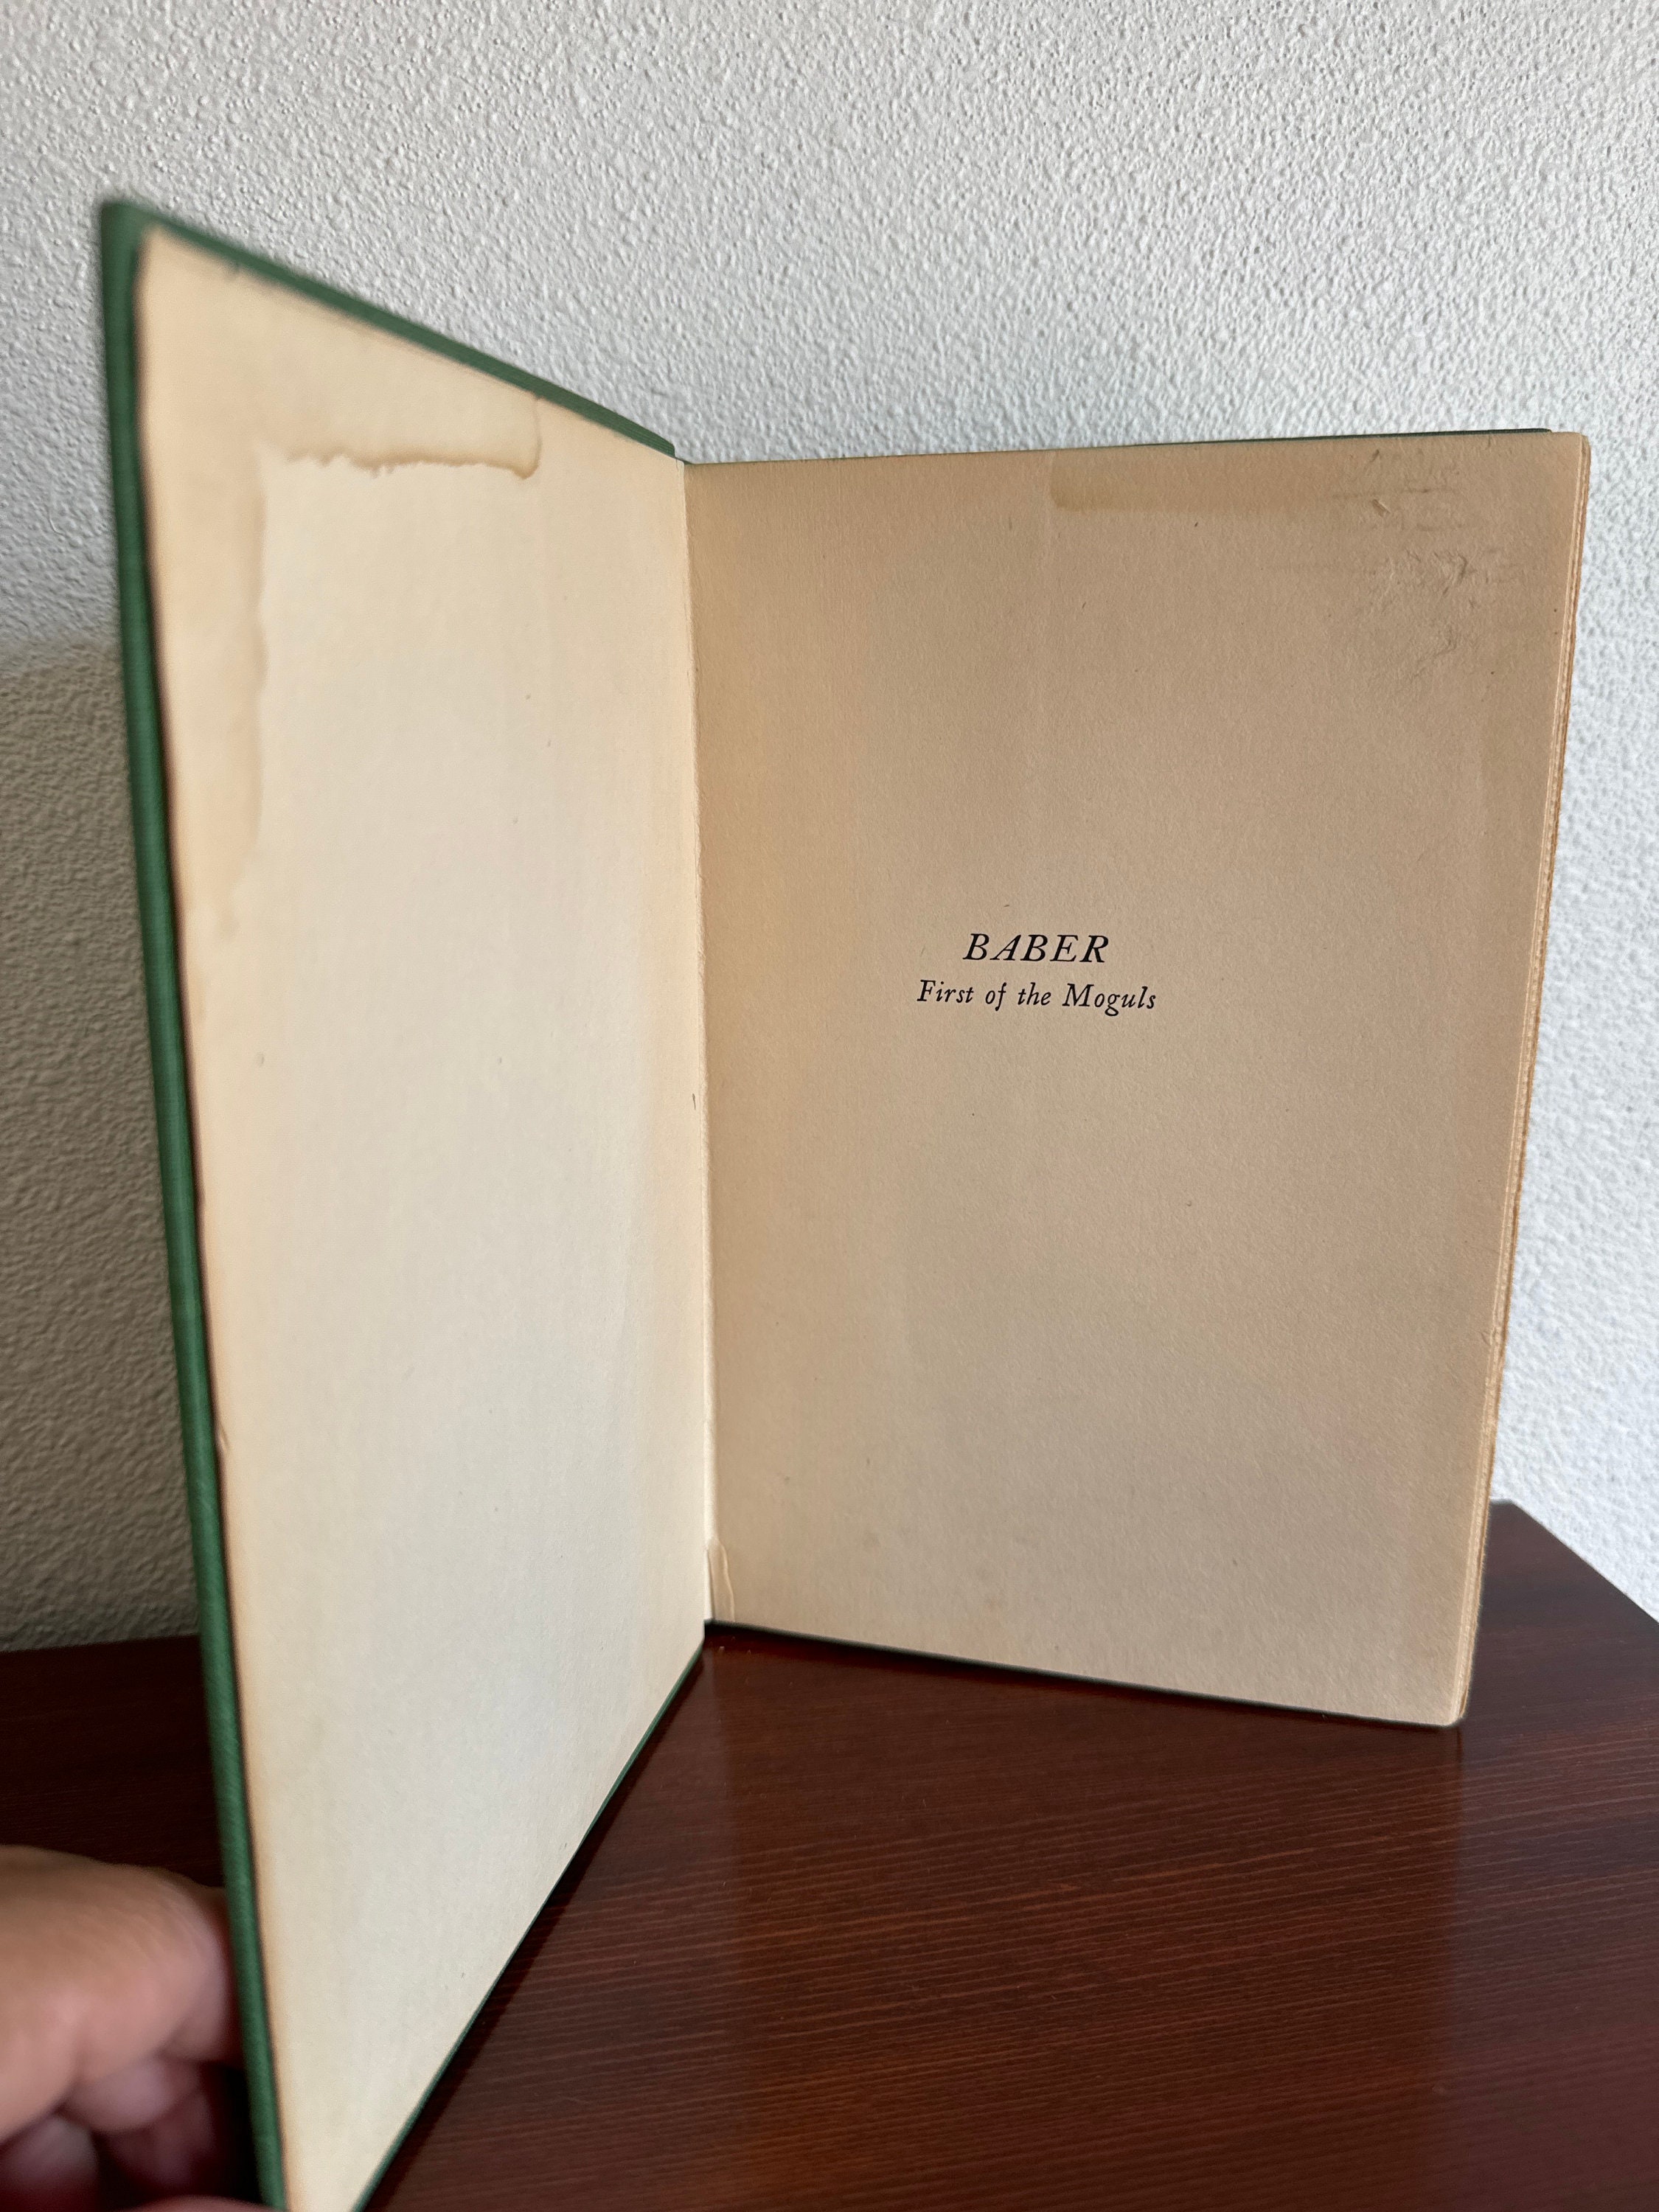 BABER
First of the Moguls